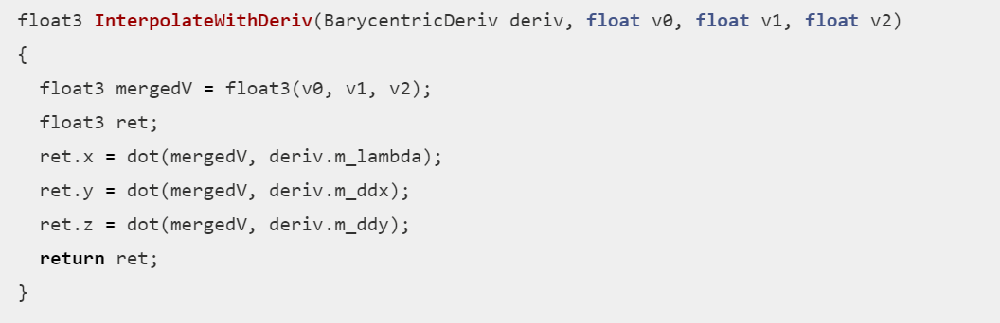 float3 InterpolateWithDeriv(BarycentricDeriv deriv, float v0, float v1, float v2)
{
  float3 mergedV = float3(v0, v1, v2);
  float3 ret;
  ret.x = dot(mergedV, deriv.m_lambda);
  ret.y = dot(mergedV, deriv.m_ddx);
  ret.z = dot(mergedV, deriv.m_ddy);
  return ret;
}